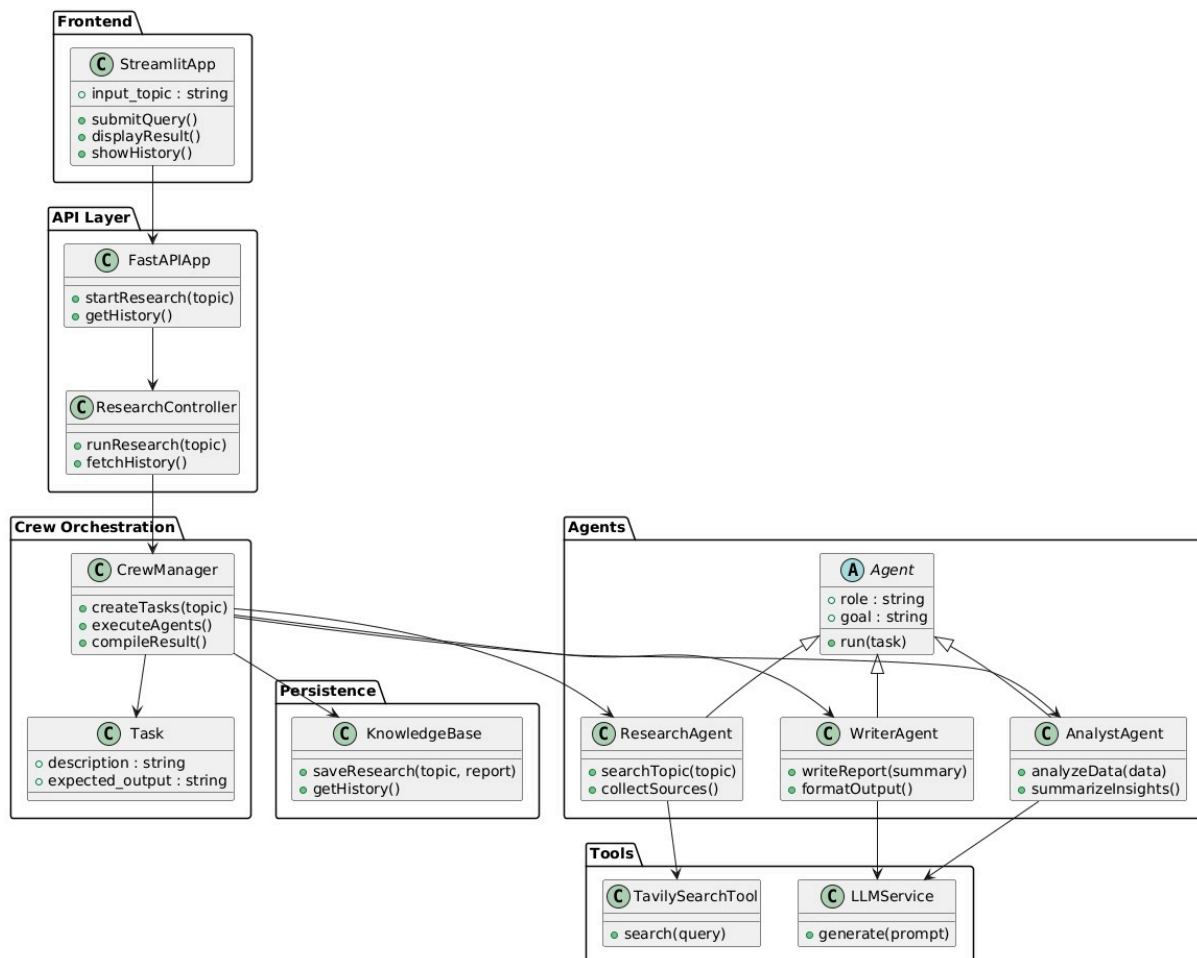 Frontend
C StreamlitApp
input_topic : string
submitQuery()
displayResult()
showHistory()
API Layer
C FastAPIApp
startResearch(topic)
getHistory()
C ResearchController
runResearch(topic)
fetchHistory()
Crew Orchestration
C CrewManager
createTasks(topic)
executeAgents()
compileResult()
C Task
description : string
expected_output : string
Persistence
C KnowledgeBase
saveResearch(topic, report)
getHistory()
Agents
A Agent
role : string
goal : string
run(task)
C ResearchAgent
searchTopic(topic)
collectSources()
C WriterAgent
writeReport(summary)
formatOutput()
C AnalystAgent
analyzeData(data)
summarizeInsights()
Tools
C TavilySearchTool
search(query)
C LLMService
generate(prompt)